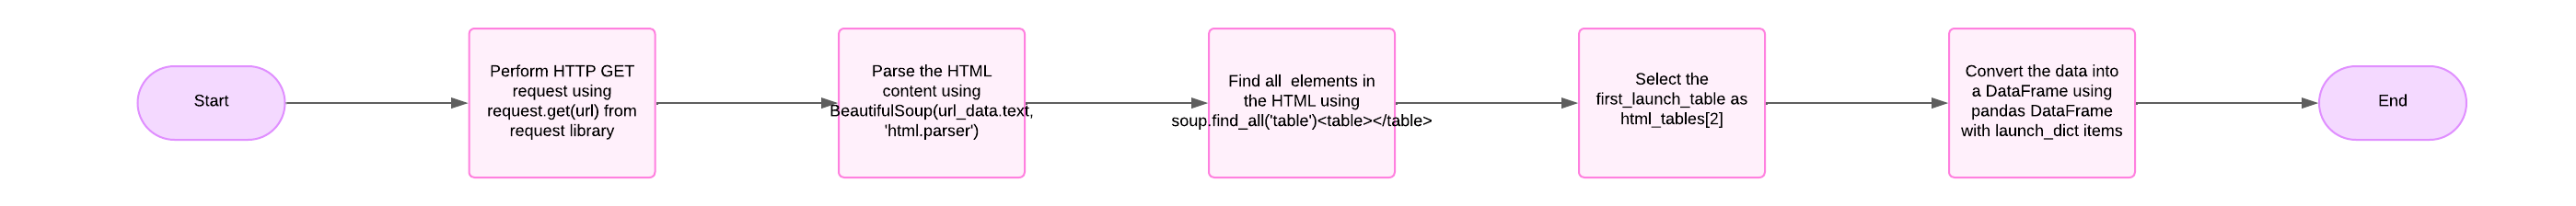 Start
Perform HTTP GET
request using
request.get(url) from
request library
Parse the HTML
content using
BeautifulSoup(url_data.text,
'html.parser')
Find all  elements in
the HTML using
soup.find_all('table')<table></table>
Select the
first_launch_table as
html_tables[2]
Convert the data into
a DataFrame using
pandas DataFrame
with launch_dict items
End